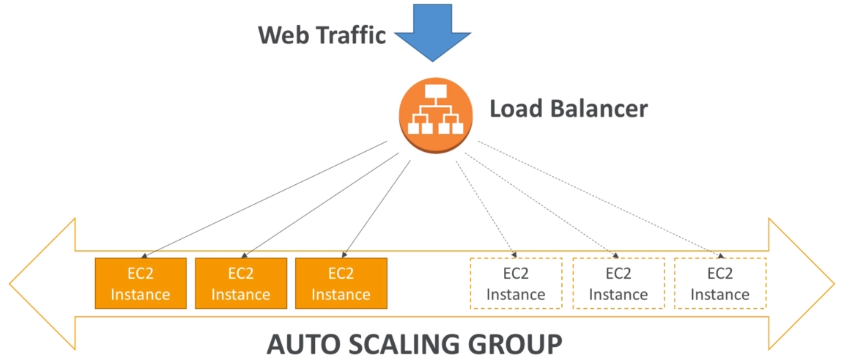 Web Traffic
Load Balancer
EC2
Instance
EC2
Instance
EC2
Instance
EC2
Instance
EC2
Instance
EC2
Instance
AUTO SCALING GROUP